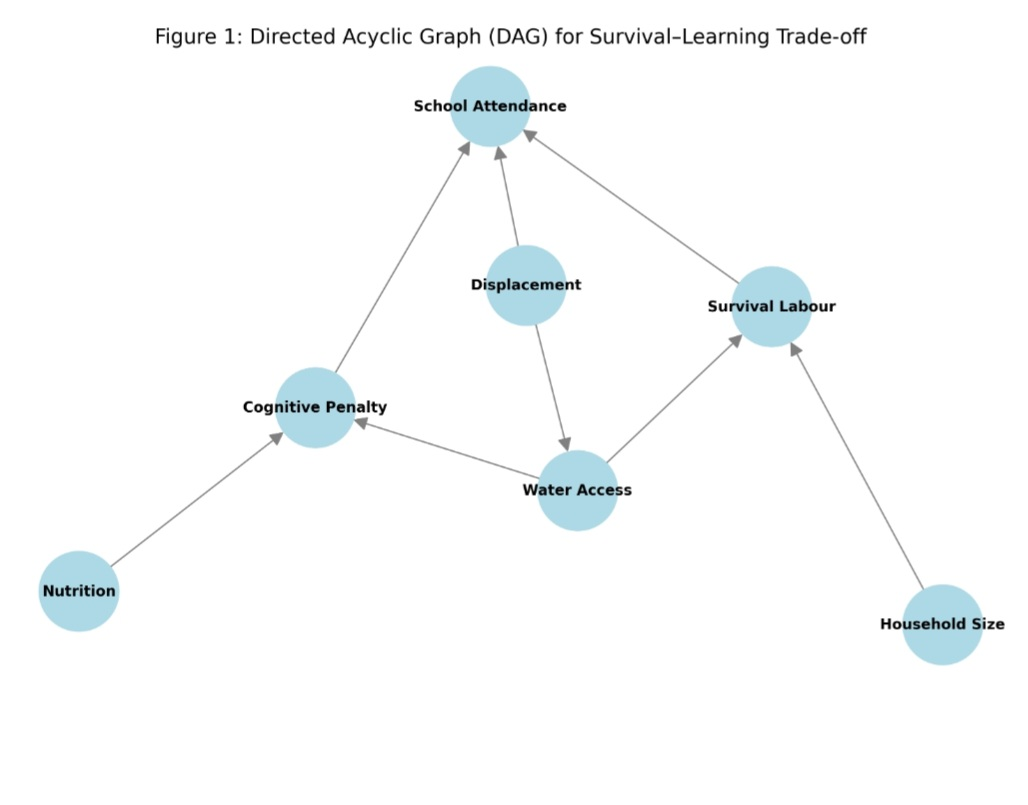 Figure 1: Directed Acyclic Graph (DAG) for Survival–Learning Trade-off
School Attendance
Displacement
Survival Labour
Cognitive Penalty
Water Access
Nutrition
Household Size